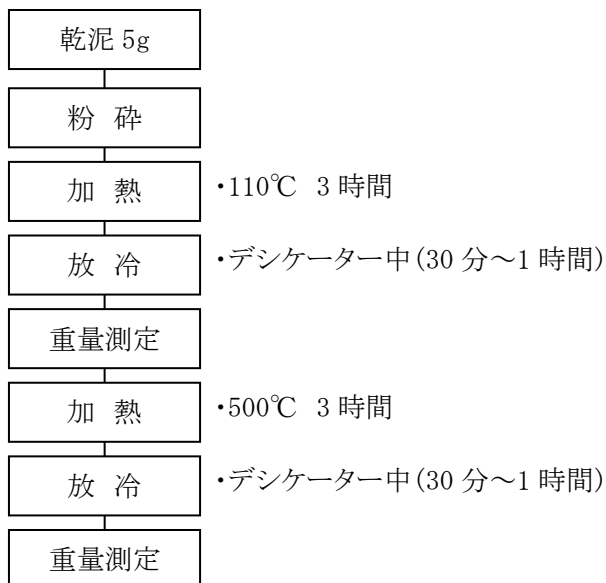 乾泥 5g
粉 砕
加 熱 ・110℃ 3 時間
放 冷 ・デシケーター中(30 分～1 時間)
重量測定
加 熱 ・500℃ 3 時間
放 冷 ・デシケーター中(30 分～1 時間)
重量測定